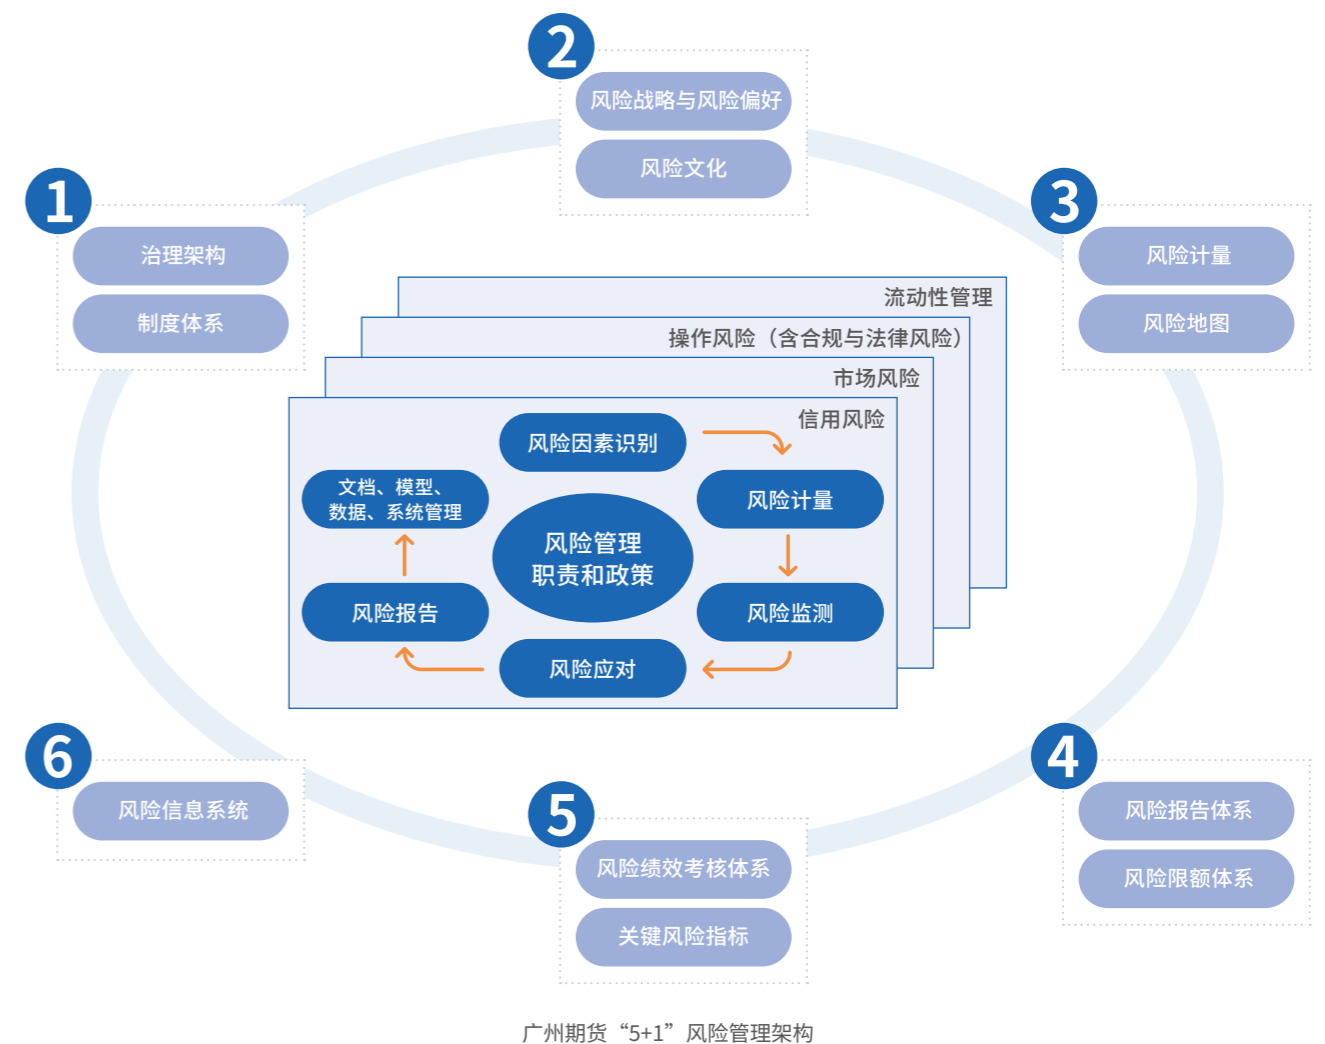 1
治理架构
制度体系
2
风险战略与风险偏好
风险文化
3
风险计量
风险地图
流动性管理
操作风险（含合规与法律风险）
市场风险
信用风险
风险因素识别
风险计量
风险监测
风险应对
风险报告
文档、模型、
数据、系统管理
风险管理
职责和政策
4
风险报告体系
风险限额体系
5
风险绩效考核体系
关键风险指标
6
风险信息系统
广州期货“5+1”风险管理架构